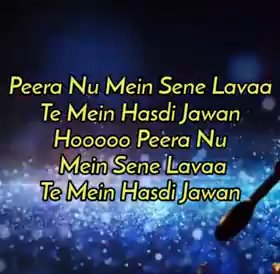 Peera Nu Mein Sene Lavaa
Te Mein Hasdi Jawan
Hooooo Peera Nu
Mein Sene Lavaa
Te Mein Hasdi Jawan